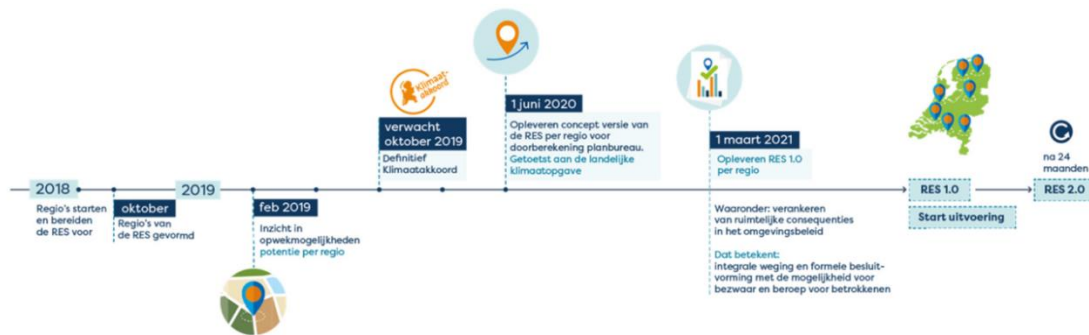 2018
Regio's starten
en bereiden
de RES voor
oktober
Regio's van
de RES gevormd
2019
feb 2019
Inzicht in
opwekmogelijkheden
potentie per regio
Klimaat-
akkoord
verwacht
oktober 2019
Definitief
Klimaatakkoord
1 juni 2020
Opleveren concept versie van
de RES per regio voor
doorberekening planbureau.
Getoetst aan de landelijke
klimaatopgave
1 maart 2021
Opleveren RES 1.0
per regio
Waaronder: verankeren
van ruimtelijke consequenties
in het omgevingsbeleid
Dat betekent:
integrale weging en formele besluit-
vorming met de mogelijkheid voor
bezwaar en beroep voor betrokkenen
RES 1.0
Start uitvoering
na 24
maanden
RES 2.0